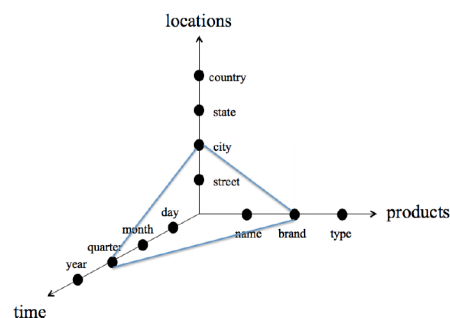 locations
country
state
city
street
day
month
quarter
year
time
name
brand
type
products